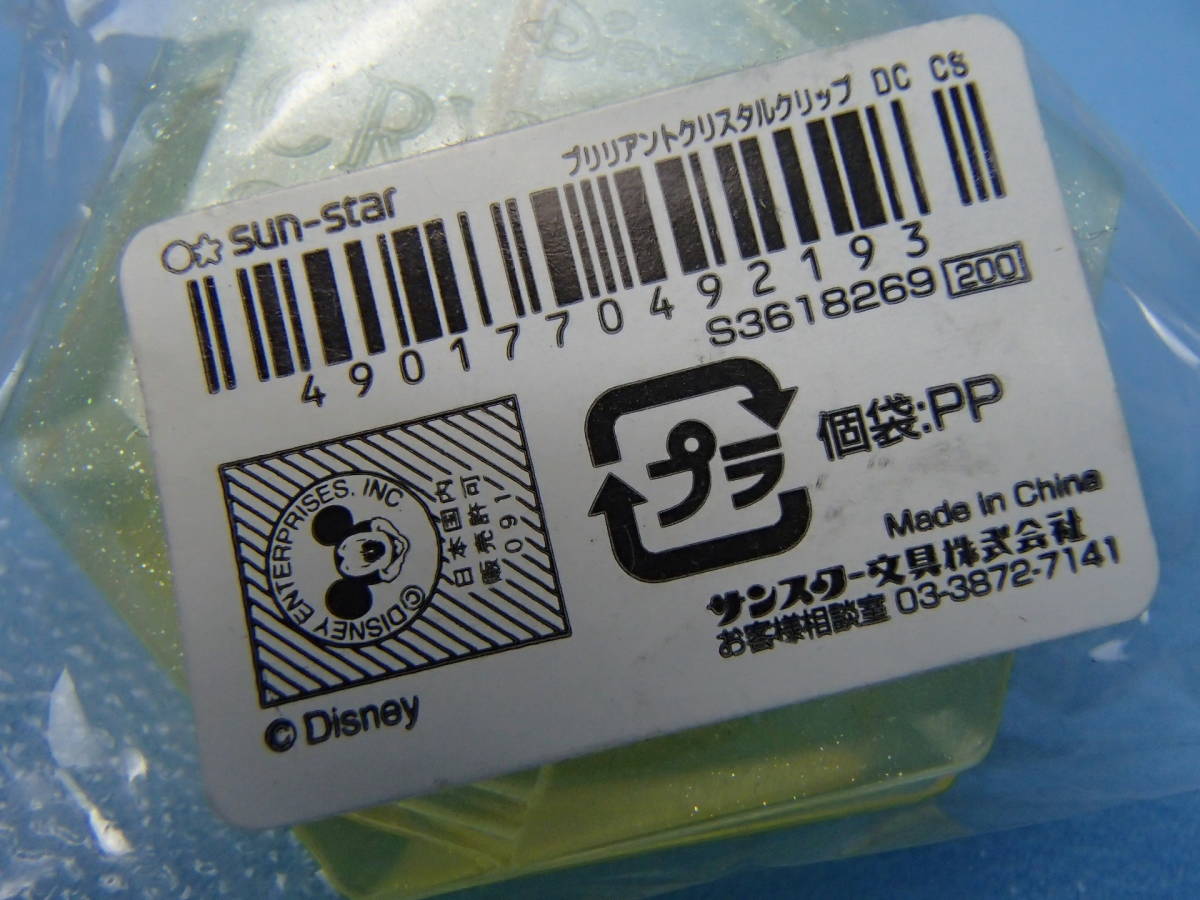 sun-star
ブリリアントクリスタルクリップ DC CS
4901770492193
S3618269 200
プラ
個袋:PP
©DISNEY ENTERPRISES, INC
日本国内
販売許可
091
© Disney
Made in China
サンスター文具株式会社
お客様相談室 03-3872-7141